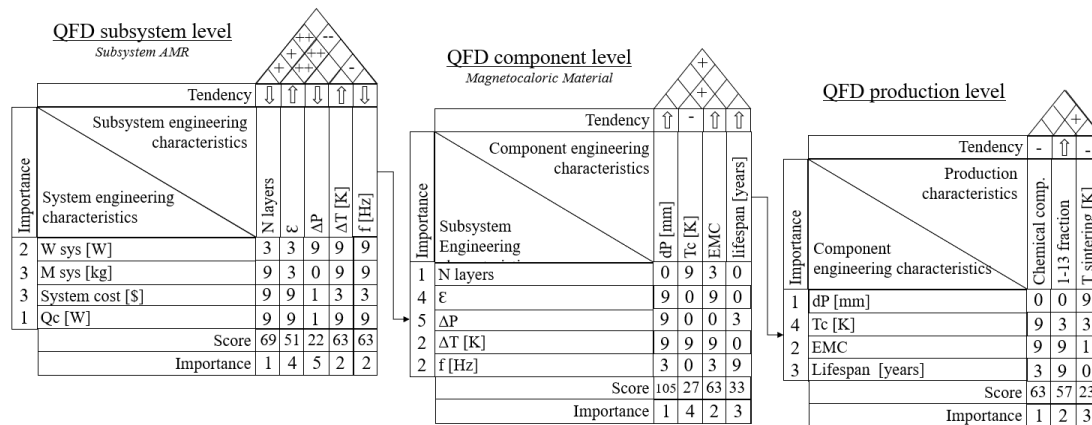 QFD subsystem level
Subsystem AMR
++ --
+ ++
+ ++ -
Tendency ⇩ ⇧ ⇩ ⇧ ⇩
Subsystem engineering
characteristics
System engineering
characteristics
Importance
N layers
ε
ΔP
ΔT [K]
f [Hz]
2 W sys [W] 3 3 9 9 9
3 M sys [kg] 9 3 0 9 9
3 System cost [$] 9 9 1 3 3
1 Qc [W] 9 9 1 9 9
Score 69 51 22 63 63
Importance 1 4 5 2 2
QFD component level
Magnetocaloric Material
+
+
Tendency ⇧ - ⇧ ⇧
Component engineering
characteristics
Subsystem
Engineering
Importance
dP [mm]
Tc [K]
EMC
lifespan [years]
1 N layers 0 9 3 0
4 ε 9 0 9 0
5 ΔP 9 0 0 3
2 ΔT [K] 9 9 9 0
2 f [Hz] 3 0 3 9
Score 105 27 63 33
Importance 1 4 2 3
QFD production level
+
Tendency - ⇧ -
Production
characteristics
Component
engineering characteristics
Importance
Chemical comp.
1-13 fraction
T sintering [K]
1 dP [mm] 0 0 9
4 Tc [K] 9 3 3
2 EMC 9 9 1
3 Lifespan [years] 3 9 0
Score 63 57 23
Importance 1 2 3